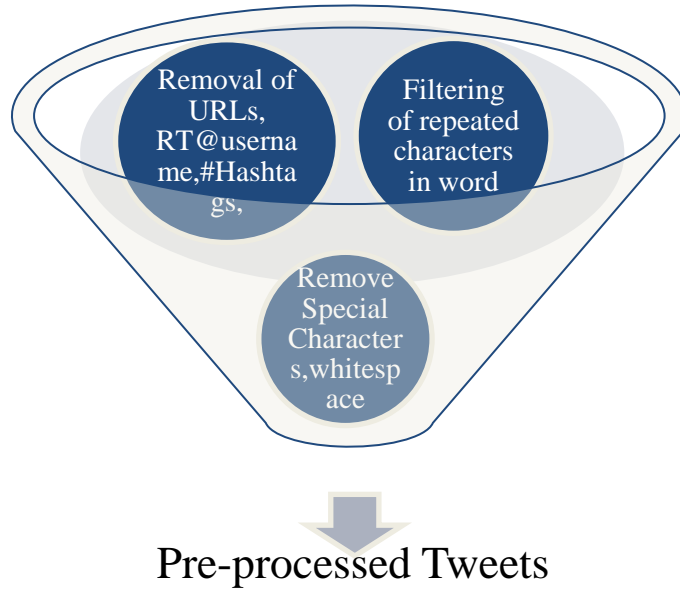 Removal of
URLs,
RT@userna
me,#Hashta
gs,
Filtering
of repeated
characters
in word
Remove
Special
Character
s,whitesp
ace
Pre-processed Tweets